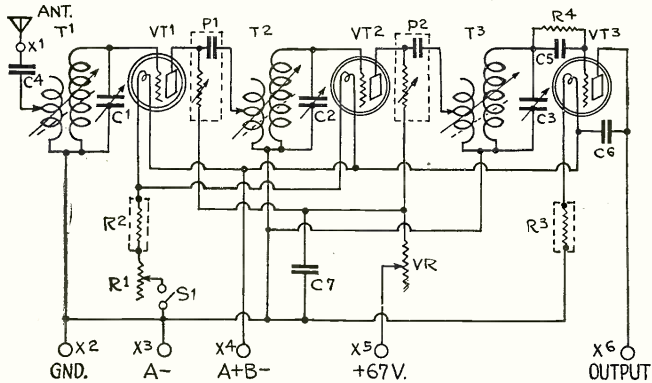 ANT.
X1
T1
C4
C1
VT1
P1
T2
C2
VT2
P2
T3
R4
C5
C3
VT3
C6
R2
R1
S1
C7
VR
R3
X2
GND.
X3
A-
X4
A+B-
X5
+67V.
X6
OUTPUT